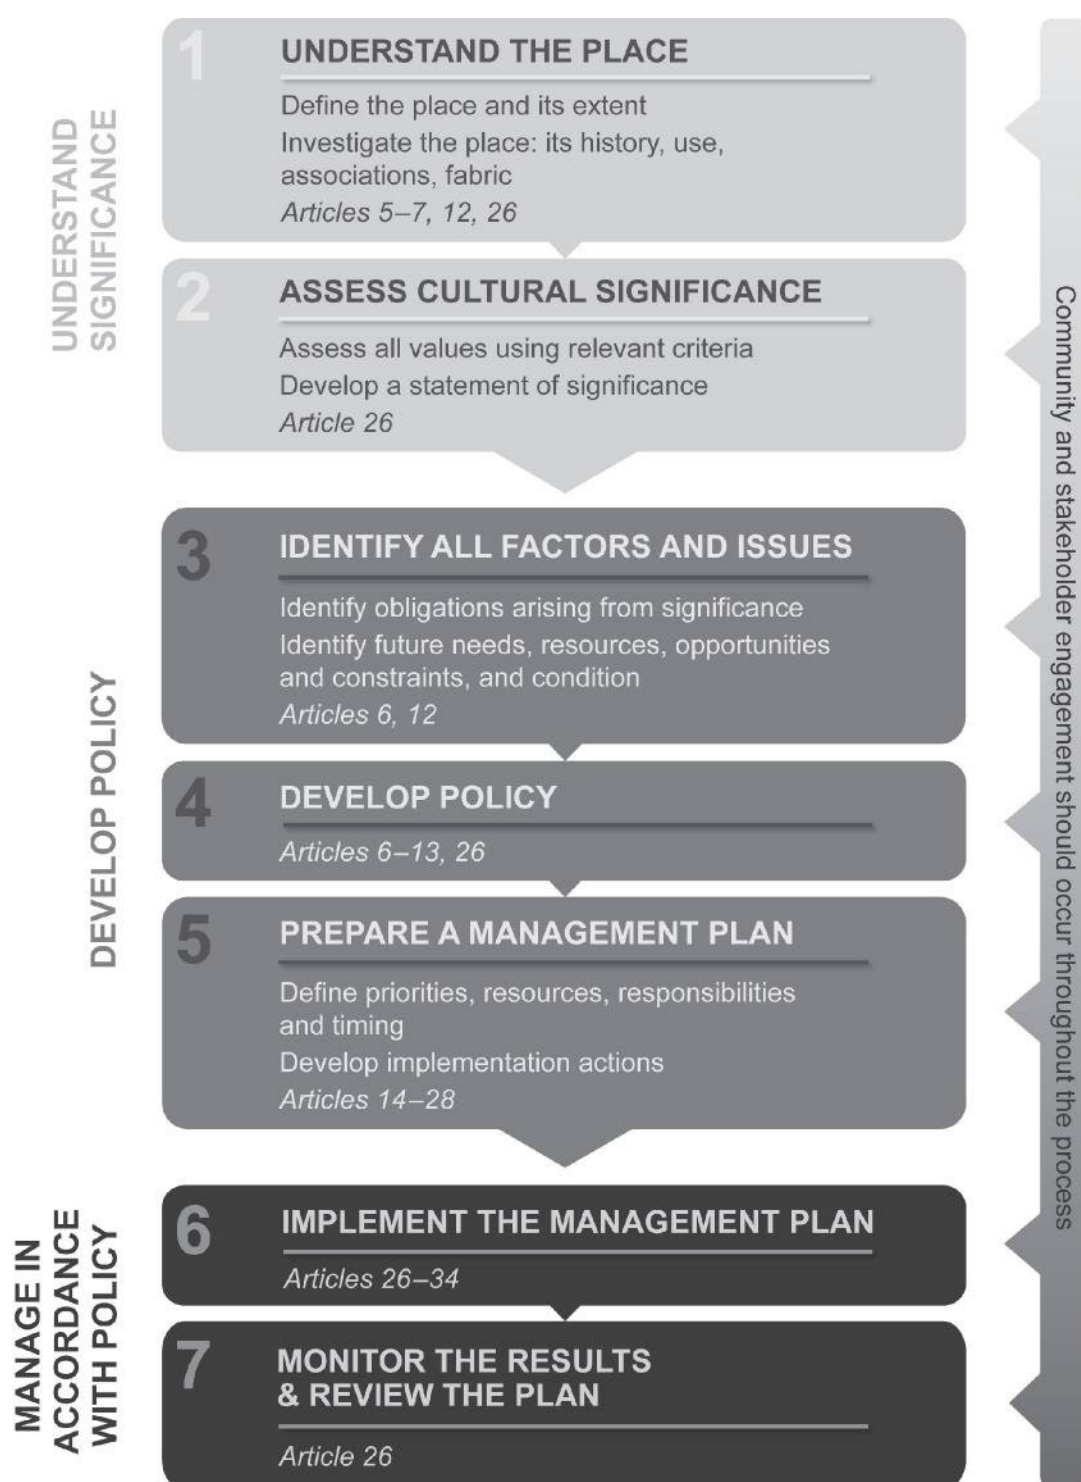 UNDERSTAND
SIGNIFICANCE
1
UNDERSTAND THE PLACE
Define the place and its extent
Investigate the place: its history, use,
associations, fabric
Articles 5–7, 12, 26
2
ASSESS CULTURAL SIGNIFICANCE
Assess all values using relevant criteria
Develop a statement of significance
Article 26
DEVELOP POLICY
3
IDENTIFY ALL FACTORS AND ISSUES
Identify obligations arising from significance
Identify future needs, resources, opportunities
and constraints, and condition
Articles 6, 12
4
DEVELOP POLICY
Articles 6–13, 26
5
PREPARE A MANAGEMENT PLAN
Define priorities, resources, responsibilities
and timing
Develop implementation actions
Articles 14–28
MANAGE IN
ACCORDANCE
WITH POLICY
6
IMPLEMENT THE MANAGEMENT PLAN
Articles 26–34
7
MONITOR THE RESULTS
& REVIEW THE PLAN
Article 26
Community and stakeholder engagement should occur throughout the process